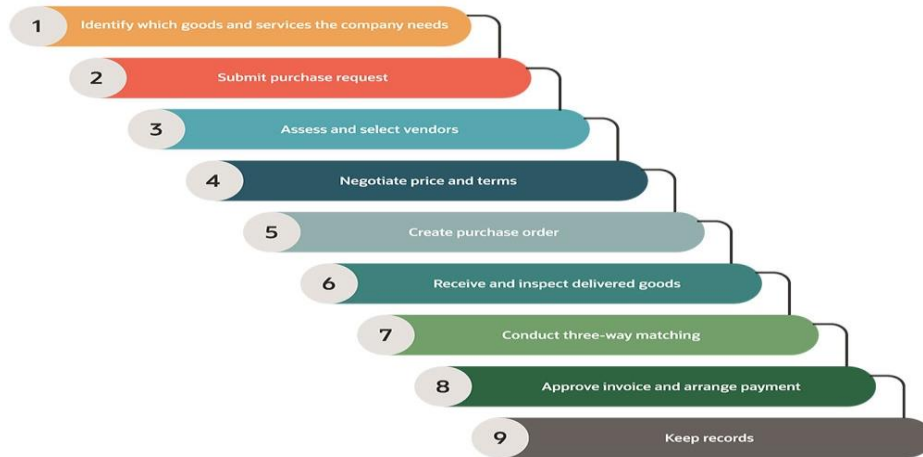 1 Identify which goods and services the company needs
2 Submit purchase request
3 Assess and select vendors
4 Negotiate price and terms
5 Create purchase order
6 Receive and inspect delivered goods
7 Conduct three-way matching
8 Approve invoice and arrange payment
9 Keep records